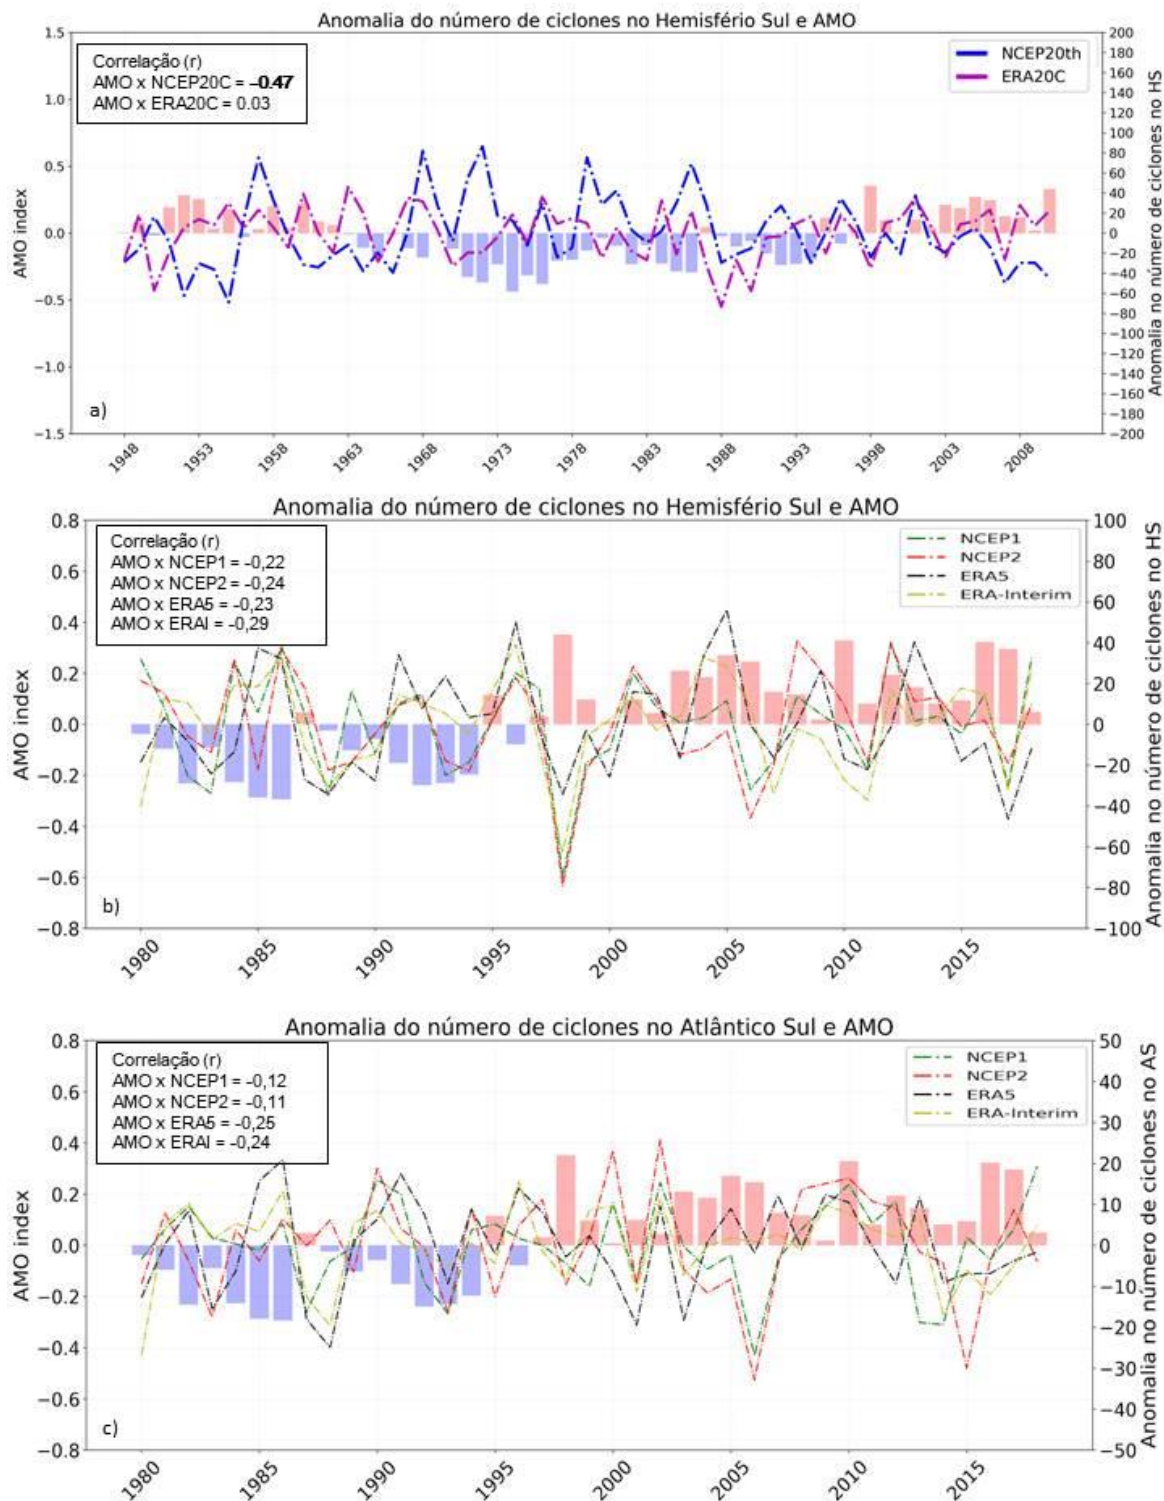 Anomalia do número de ciclones no Hemisfério Sul e AMO
Correlação (r)
AMO x NCEP20C = –0.47
AMO x ERA20C = 0.03
NCEP20th
ERA20C
AMO index
1.5
1.0
0.5
0.0
−0.5
−1.0
−1.5
Anomalia no número de ciclones no HS
200
180
160
140
120
100
80
60
40
20
0
−20
−40
−60
−80
−100
−120
−140
−160
−180
−200
a)
1948
1953
1958
1963
1968
1973
1978
1983
1988
1993
1998
2003
2008
Anomalia do número de ciclones no Hemisfério Sul e AMO
Correlação (r)
AMO x NCEP1 = -0,22
AMO x NCEP2 = -0,24
AMO x ERA5 = -0,23
AMO x ERAI = -0,29
NCEP1
NCEP2
ERA5
ERA-Interim
AMO index
0.8
0.6
0.4
0.2
0.0
−0.2
−0.4
−0.6
−0.8
Anomalia no número de ciclones no HS
100
80
60
40
20
0
−20
−40
−60
−80
−100
b)
1980
1985
1990
1995
2000
2005
2010
2015
Anomalia do número de ciclones no Atlântico Sul e AMO
Correlação (r)
AMO x NCEP1 = -0,12
AMO x NCEP2 = -0,11
AMO x ERA5 = -0,25
AMO x ERAI = -0,24
NCEP1
NCEP2
ERA5
ERA-Interim
AMO index
0.8
0.6
0.4
0.2
0.0
−0.2
−0.4
−0.6
−0.8
Anomalia no número de ciclones no AS
50
40
30
20
10
0
−10
−20
−30
−40
−50
c)
1980
1985
1990
1995
2000
2005
2010
2015